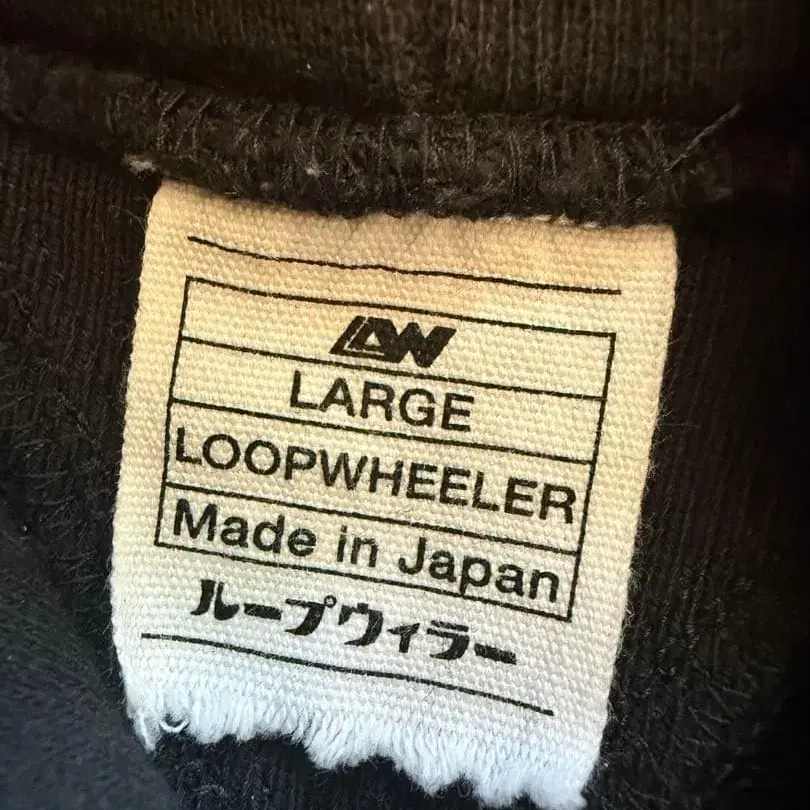 LW
LARGE
LOOPWHEELER
Made in Japan
ループウィラー